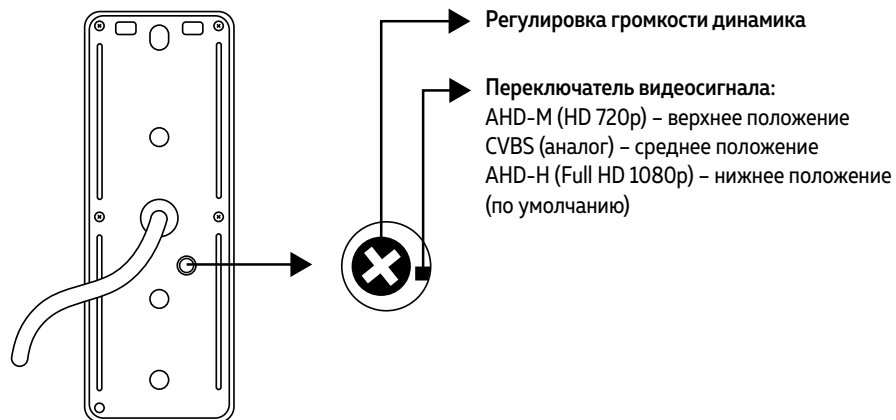 Регулировка громкости динамика
Переключатель видеосигнала:
AHD-M (HD 720p) – верхнее положение
CVBS (аналог) – среднее положение
AHD-H (Full HD 1080p) – нижнее положение
(по умолчанию)